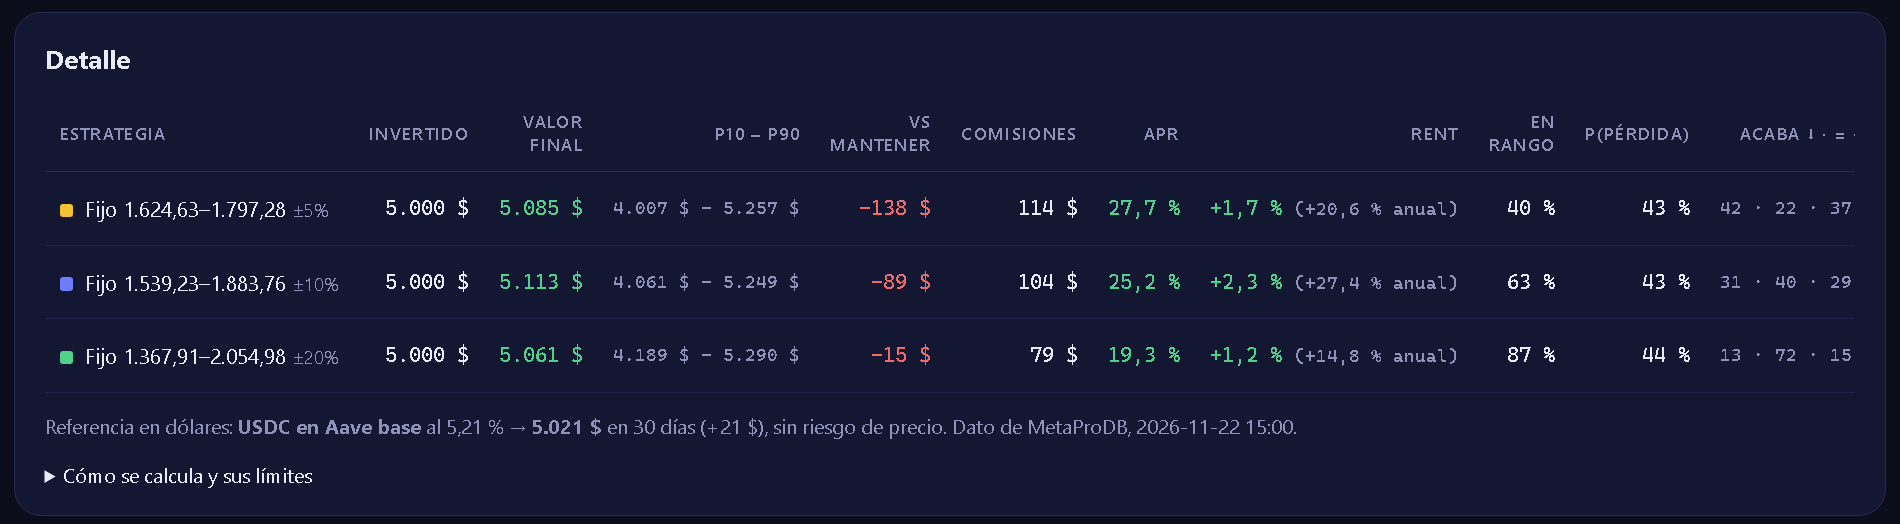 Detalle
ESTRATEGIA INVERTIDO VALOR FINAL P10 – P90 VS MANTENER COMISIONES APR RENT EN RANGO P(PÉRDIDA) ACABA ↓ · = ·
Fijo 1.624,63–1.797,28 ±5% 5.000 $ 5.085 $ 4.007 $ – 5.257 $ −138 $ 114 $ 27,7 % +1,7 % (+20,6 % anual) 40 % 43 % 42 · 22 · 37
Fijo 1.539,23–1.883,76 ±10% 5.000 $ 5.113 $ 4.061 $ – 5.249 $ −89 $ 104 $ 25,2 % +2,3 % (+27,4 % anual) 63 % 43 % 31 · 40 · 29
Fijo 1.367,91–2.054,98 ±20% 5.000 $ 5.061 $ 4.189 $ – 5.290 $ −15 $ 79 $ 19,3 % +1,2 % (+14,8 % anual) 87 % 44 % 13 · 72 · 15
Referencia en dólares: USDC en Aave base al 5,21 % → 5.021 $ en 30 días (+21 $), sin riesgo de precio. Dato de MetaProDB, 2026-11-22 15:00.
▶ Cómo se calcula y sus límites